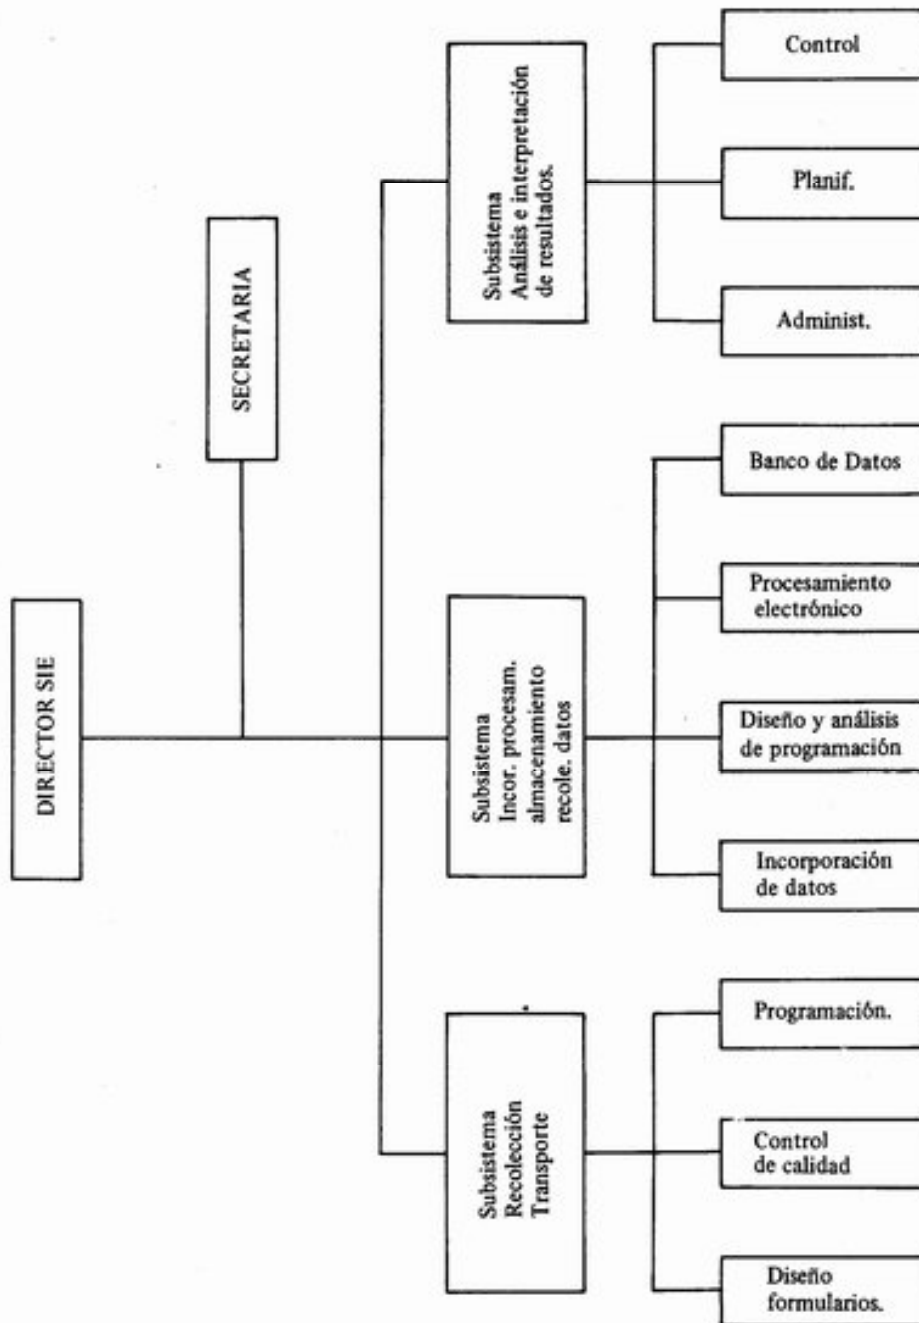 DIRECTOR SIE
SECRETARIA
Subsistema
Recolección
Transporte
Subsistema
Incor. procesam.
almacenamiento
recole. datos
Subsistema
Análisis e interpretación
de resultados.
Diseño
formularios.
Control
de calidad
Programación.
Incorporación
de datos
Diseño y análisis
de programación
Procesamiento
electrónico
Banco de Datos
Administ.
Planif.
Control